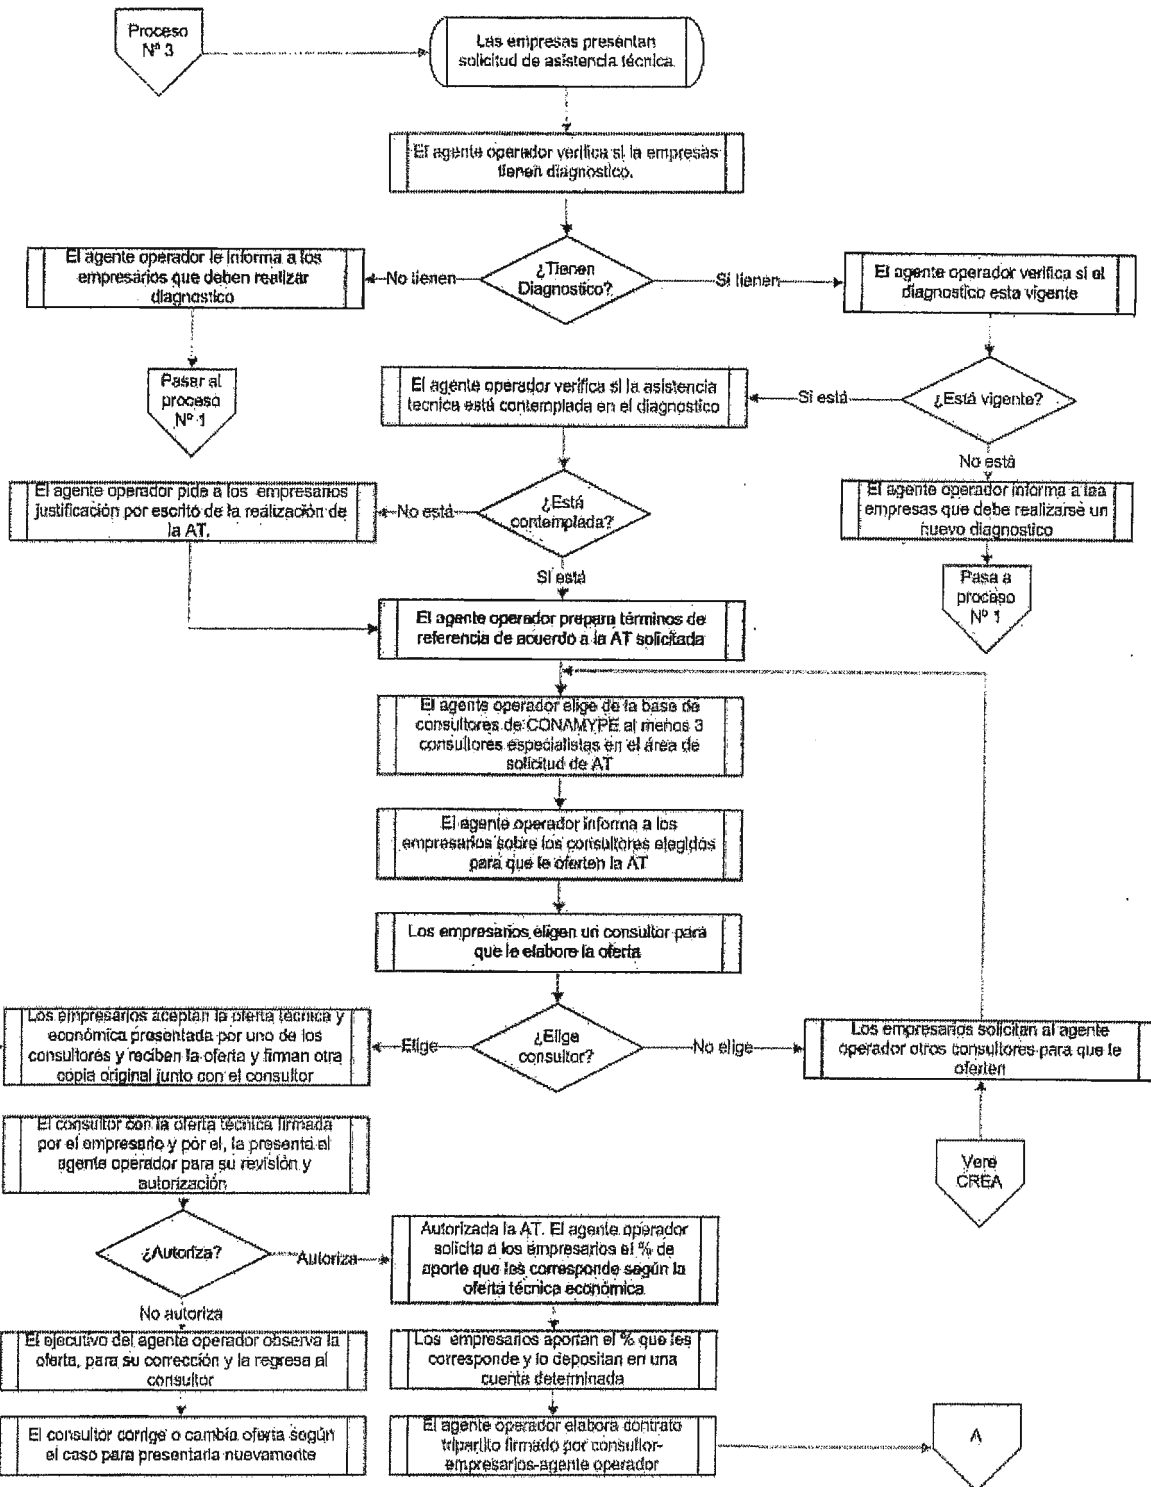 Proceso
Nº 3
Las empresas presentan
solicitud de asistencia técnica
El agente operador verifica si la empresas
tienen diagnostico.
¿Tienen
Diagnostico?
No tienen
Si tienen
El agente operador le informa a los
empresarios que deben realizar
diagnostico
El agente operador verifica si el
diagnostico esta vigente
Pasar al
proceso
Nº 1
El agente operador verifica si la asistencia
tecnica está contemplada en el diagnostico
Si está
¿Está vigente?
No está
El agente operador pide a los empresarios
justificación por escrito de la realización de
la AT.
No está
¿Está
contemplada?
El agente operador informa a las
empresas que debe realizarse un
nuevo diagnostico
Si está
Pasa a
proceso
Nº 1
El agente operador prepara términos de
referencia de acuerdo a la AT solicitada
El agente operador elige de la base de
consultores de CONAMYPE al menos 3
consultores especialistas en el área de
solicitud de AT
El agente operador informa a los
empresarios sobre los consultores elegidos
para que le oferten la AT
Los empresarios eligen un consultor para
que le elabore la oferta
Los empresarios aceptan la oferta técnica y
económica presentada por uno de los
consultores y reciben la oferta y firman otra
copia original junto con el consultor
Elige
¿Elige
consultor?
No elige
Los empresarios solicitan al agente
operador otros consultores para que le
oferten
El consultor con la oferta técnica firmada
por el empresario y por el, la presenta al
agente operador para su revisión y
autorización
Vere
CREA
¿Autoriza?
Autoriza
Autorizada la AT. El agente operador
solicita a los empresarios el % de
aporte que les corresponde según la
oferta técnica económica
No autoriza
El ejecutivo del agente operador observa la
oferta, para su corrección y la regresa al
consultor
Los empresarios aportan el % que les
corresponde y lo depositan en una
cuenta determinada
El consultor corrige o cambia oferta según
el caso para presentarla nuevamente
El agente operador elabora contrato
tripartito firmado por consultor-
empresarios-agente operador
A